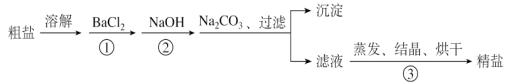 沉淀
粗盐 溶解 BaCl₂ ① NaOH ② Na₂CO₃、过滤
滤液 蒸发、结晶、烘干 ③ 精盐